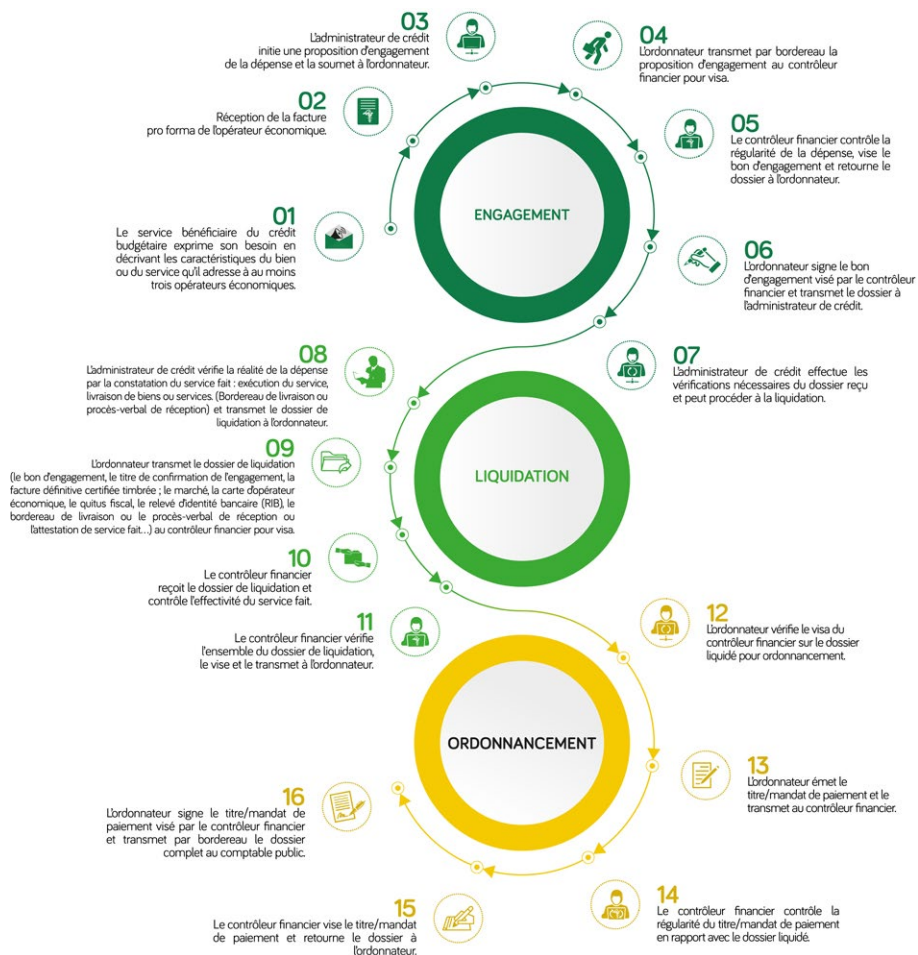 03
L'administrateur de crédit
initie une proposition d'engagement
de la dépense et la soumet à l'ordonnateur.
04
L'ordonnateur transmet par bordereau la
proposition d'engagement au contrôleur
financier pour visa.
02
Réception de la facture
pro forma de l'opérateur économique.
05
Le contrôleur financier contrôle la
régularité de la dépense, vise le
bon d'engagement et retourne le
dossier à l'ordonnateur.
ENGAGEMENT
01
Le service bénéficiaire du crédit
budgétaire exprime son besoin en
décrivant les caractéristiques du bien
ou du service qu'il adresse à au moins
trois opérateurs économiques.
06
L'ordonnateur signe le bon
d'engagement visé par le contrôleur
financier et transmet le dossier à
l'administrateur de crédit.
07
L'administrateur de crédit effectue les
vérifications nécessaires du dossier reçu
et peut procéder à la liquidation.
08
L'administrateur de crédit vérifie la réalité de la dépense
par la constatation du service fait : exécution du service,
livraison de biens ou services. (Bordereau de livraison ou
procès-verbal de réception) et transmet le dossier de
liquidation à l'ordonnateur.
LIQUIDATION
09
L'ordonnateur transmet le dossier de liquidation
(le bon d'engagement, le titre de confirmation de l'engagement, la
facture définitive certifiée timbrée ; le marché, la carte d'opérateur
économique, le quitus fiscal, le relevé d'identité bancaire (RIB), le
bordereau de livraison ou le procès-verbal de réception ou
l'attestation de service fait...) au contrôleur financier pour visa.
10
Le contrôleur financier
reçoit le dossier de liquidation et
contrôle l'effectivité du service fait.
11
Le contrôleur financier vérifie
l'ensemble du dossier de liquidation,
le vise et le transmet à l'ordonnateur.
12
L'ordonnateur vérifie le visa du
contrôleur financier sur le dossier
liquidé pour ordonnancement.
ORDONNANCEMENT
13
L'ordonnateur émet le
titre/mandat de paiement et le
transmet au contrôleur financier.
16
L'ordonnateur signe le titre/mandat de
paiement visé par le contrôleur financier
et transmet par bordereau le dossier
complet au comptable public.
15
Le contrôleur financier vise le titre/mandat
de paiement et retourne le dossier à
l'ordonnateur.
14
Le contrôleur financier contrôle la
régularité du titre/mandat de paiement
en rapport avec le dossier liquidé.